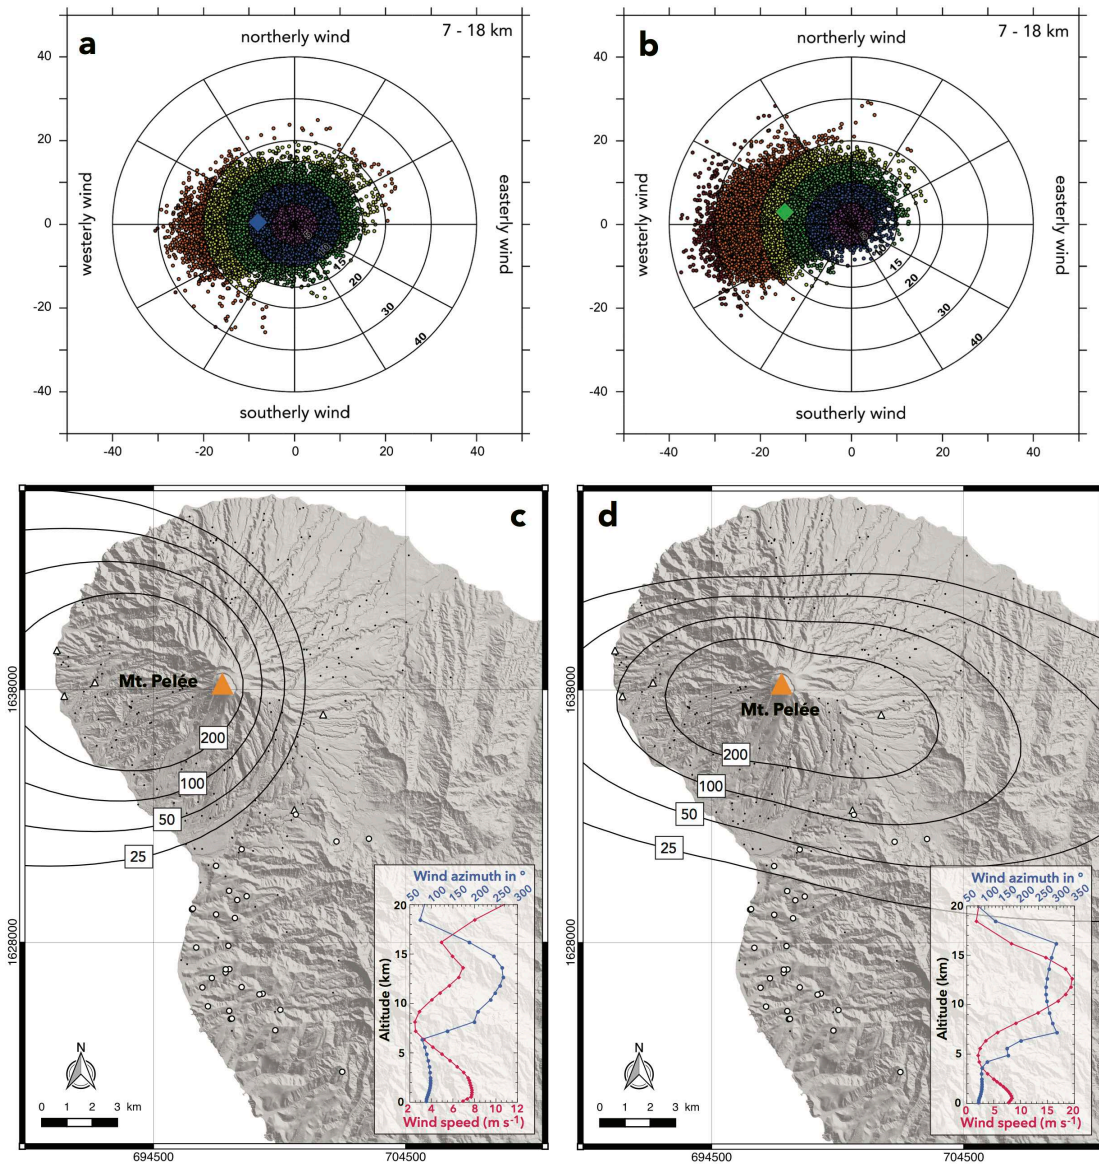 a
7 - 18 km
northerly wind
40
20
0
-20
-40
westerly wind
easterly wind
15
20
30
40
southerly wind
-40
-20
0
20
40
b
7 - 18 km
northerly wind
40
20
0
-20
-40
westerly wind
easterly wind
10
15
20
30
40
southerly wind
-40
-20
0
20
40
c
Mt. Pelée
200
100
50
25
1638000
1628000
Wind azimuth in °
50 100 150 200 250 300
20
15
10
5
0
Altitude (km)
2 4 6 8 10 12
Wind speed (m s-1)
N
0 1 2 3 km
694500
704500
d
Mt. Pelée
200
100
50
25
1638000
1628000
Wind azimuth in °
50 100 150 200 250 300 350
20
15
10
5
0
Altitude (km)
0 5 10 15 20
Wind speed (m s-1)
N
0 1 2 3 km
694500
704500